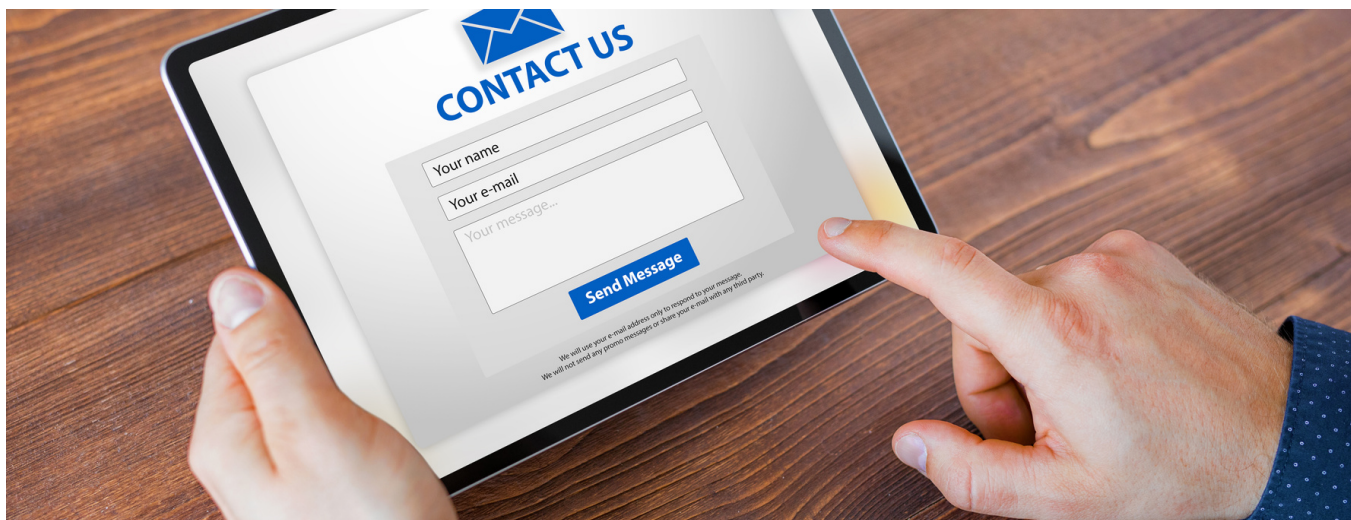 CONTACT US
Your name
Your e-mail
Your message...
Send Message
We will use your e-mail address only to respond to your message.
We will not send any promo messages or share your e-mail with any third party.